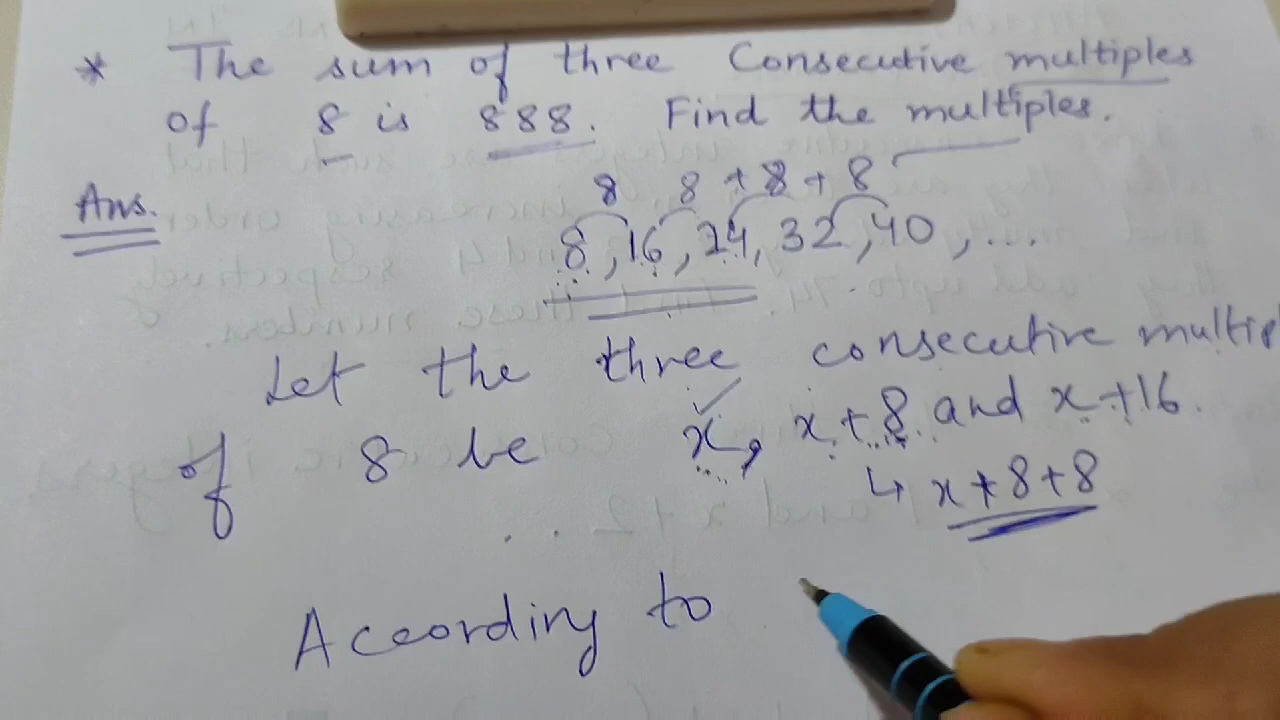 * The sum of three Consecutive multiples
of 8 is 888. Find the multiples.
Ans.
8 8 + 8 + 8
8, 16, 24, 32, 40, ...
Let the three consecutive multip
of 8 be x, x + 8 and x + 16.
↳ x + 8 + 8
According to